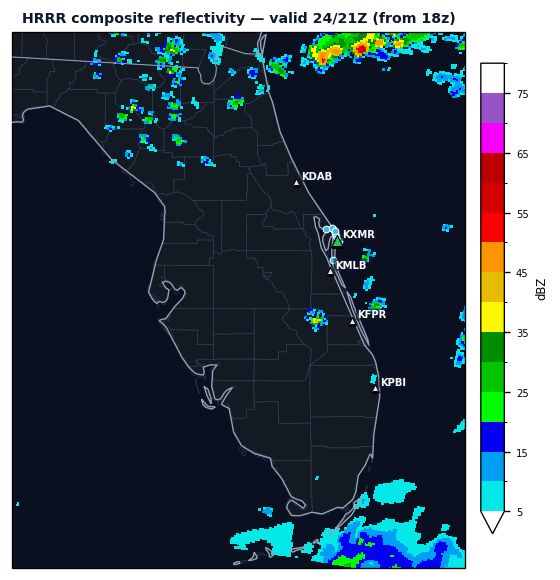 HRRR composite reflectivity — valid 24/21Z (from 18z)
KDAB
KXMR
KMLB
KFPR
KPBI
75
65
55
45
35
25
15
5
dBZ